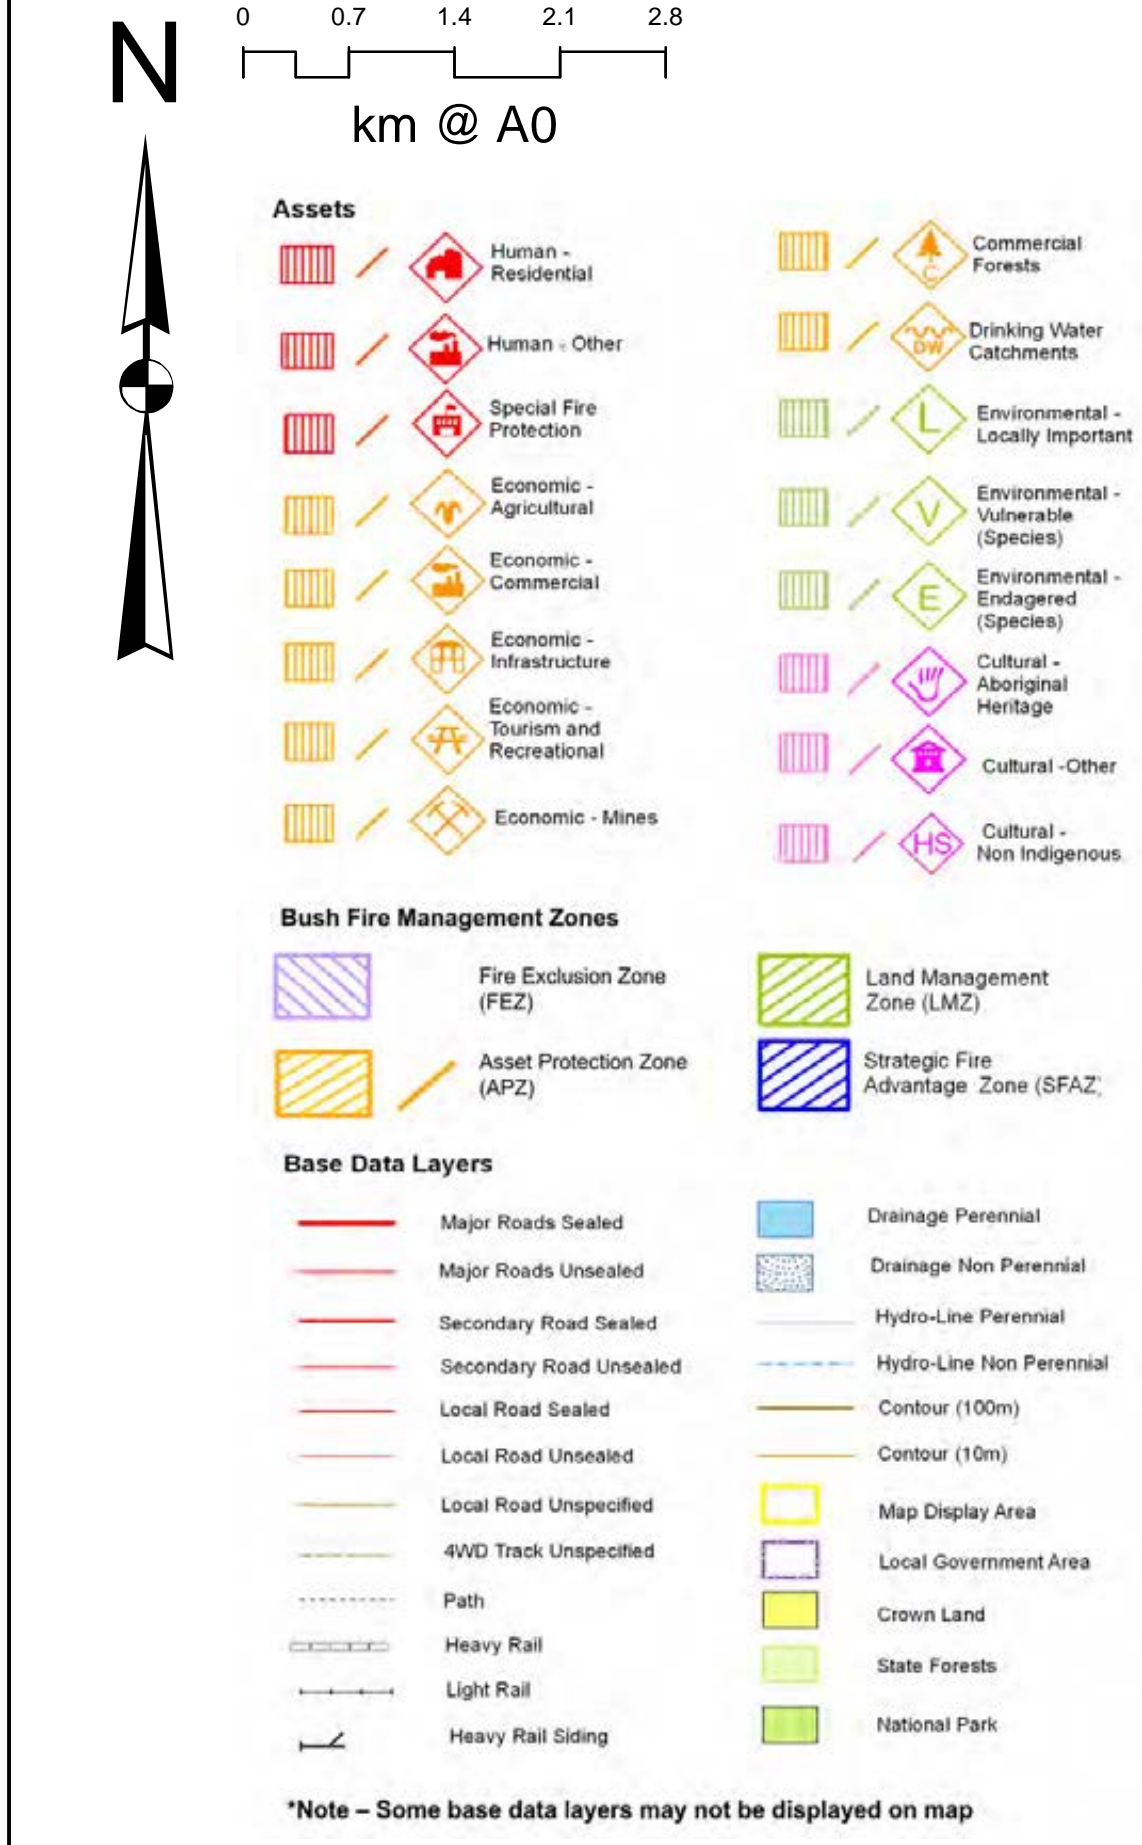 N
0 0.7 1.4 2.1 2.8
km @ A0
Assets
Human -
Residential
Human - Other
Special Fire
Protection
Economic -
Agricultural
Economic -
Commercial
Economic -
Infrastructure
Economic -
Tourism and
Recreational
Economic - Mines
C
Commercial
Forests
DW
Drinking Water
Catchments
L
Environmental -
Locally Important
V
Environmental -
Vulnerable
(Species)
E
Environmental -
Endagered
(Species)
Cultural -
Aboriginal
Heritage
Cultural -Other
HS
Cultural -
Non Indigenous
Bush Fire Management Zones
Fire Exclusion Zone
(FEZ)
Asset Protection Zone
(APZ)
Land Management
Zone (LMZ)
Strategic Fire
Advantage Zone (SFAZ)
Base Data Layers
Major Roads Sealed
Major Roads Unsealed
Secondary Road Sealed
Secondary Road Unsealed
Local Road Sealed
Local Road Unsealed
Local Road Unspecified
4WD Track Unspecified
Path
Heavy Rail
Light Rail
Heavy Rail Siding
Drainage Perennial
Drainage Non Perennial
Hydro-Line Perennial
Hydro-Line Non Perennial
Contour (100m)
Contour (10m)
Map Display Area
Local Government Area
Crown Land
State Forests
National Park
*Note – Some base data layers may not be displayed on map